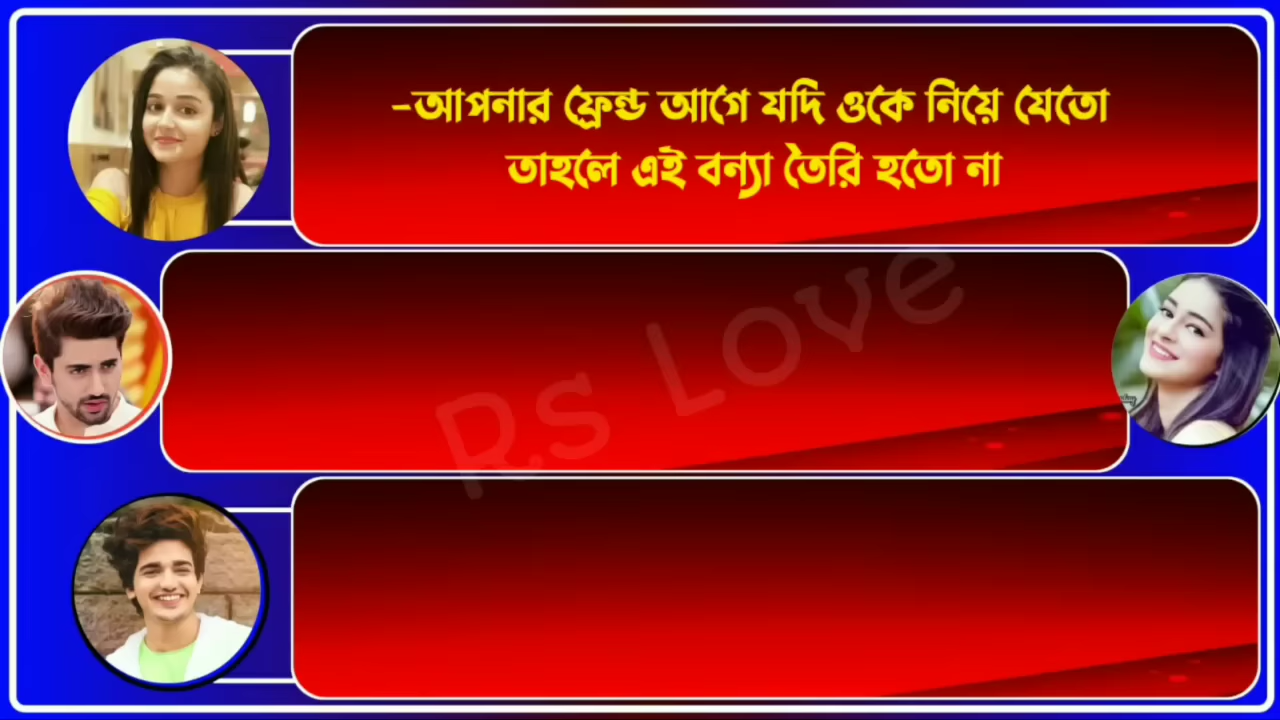 -আপনার ফ্রেন্ড আগে যদি ওকে নিয়ে যেতো
তাহলে এই বন্যা তৈরি হতো না
Rs Love